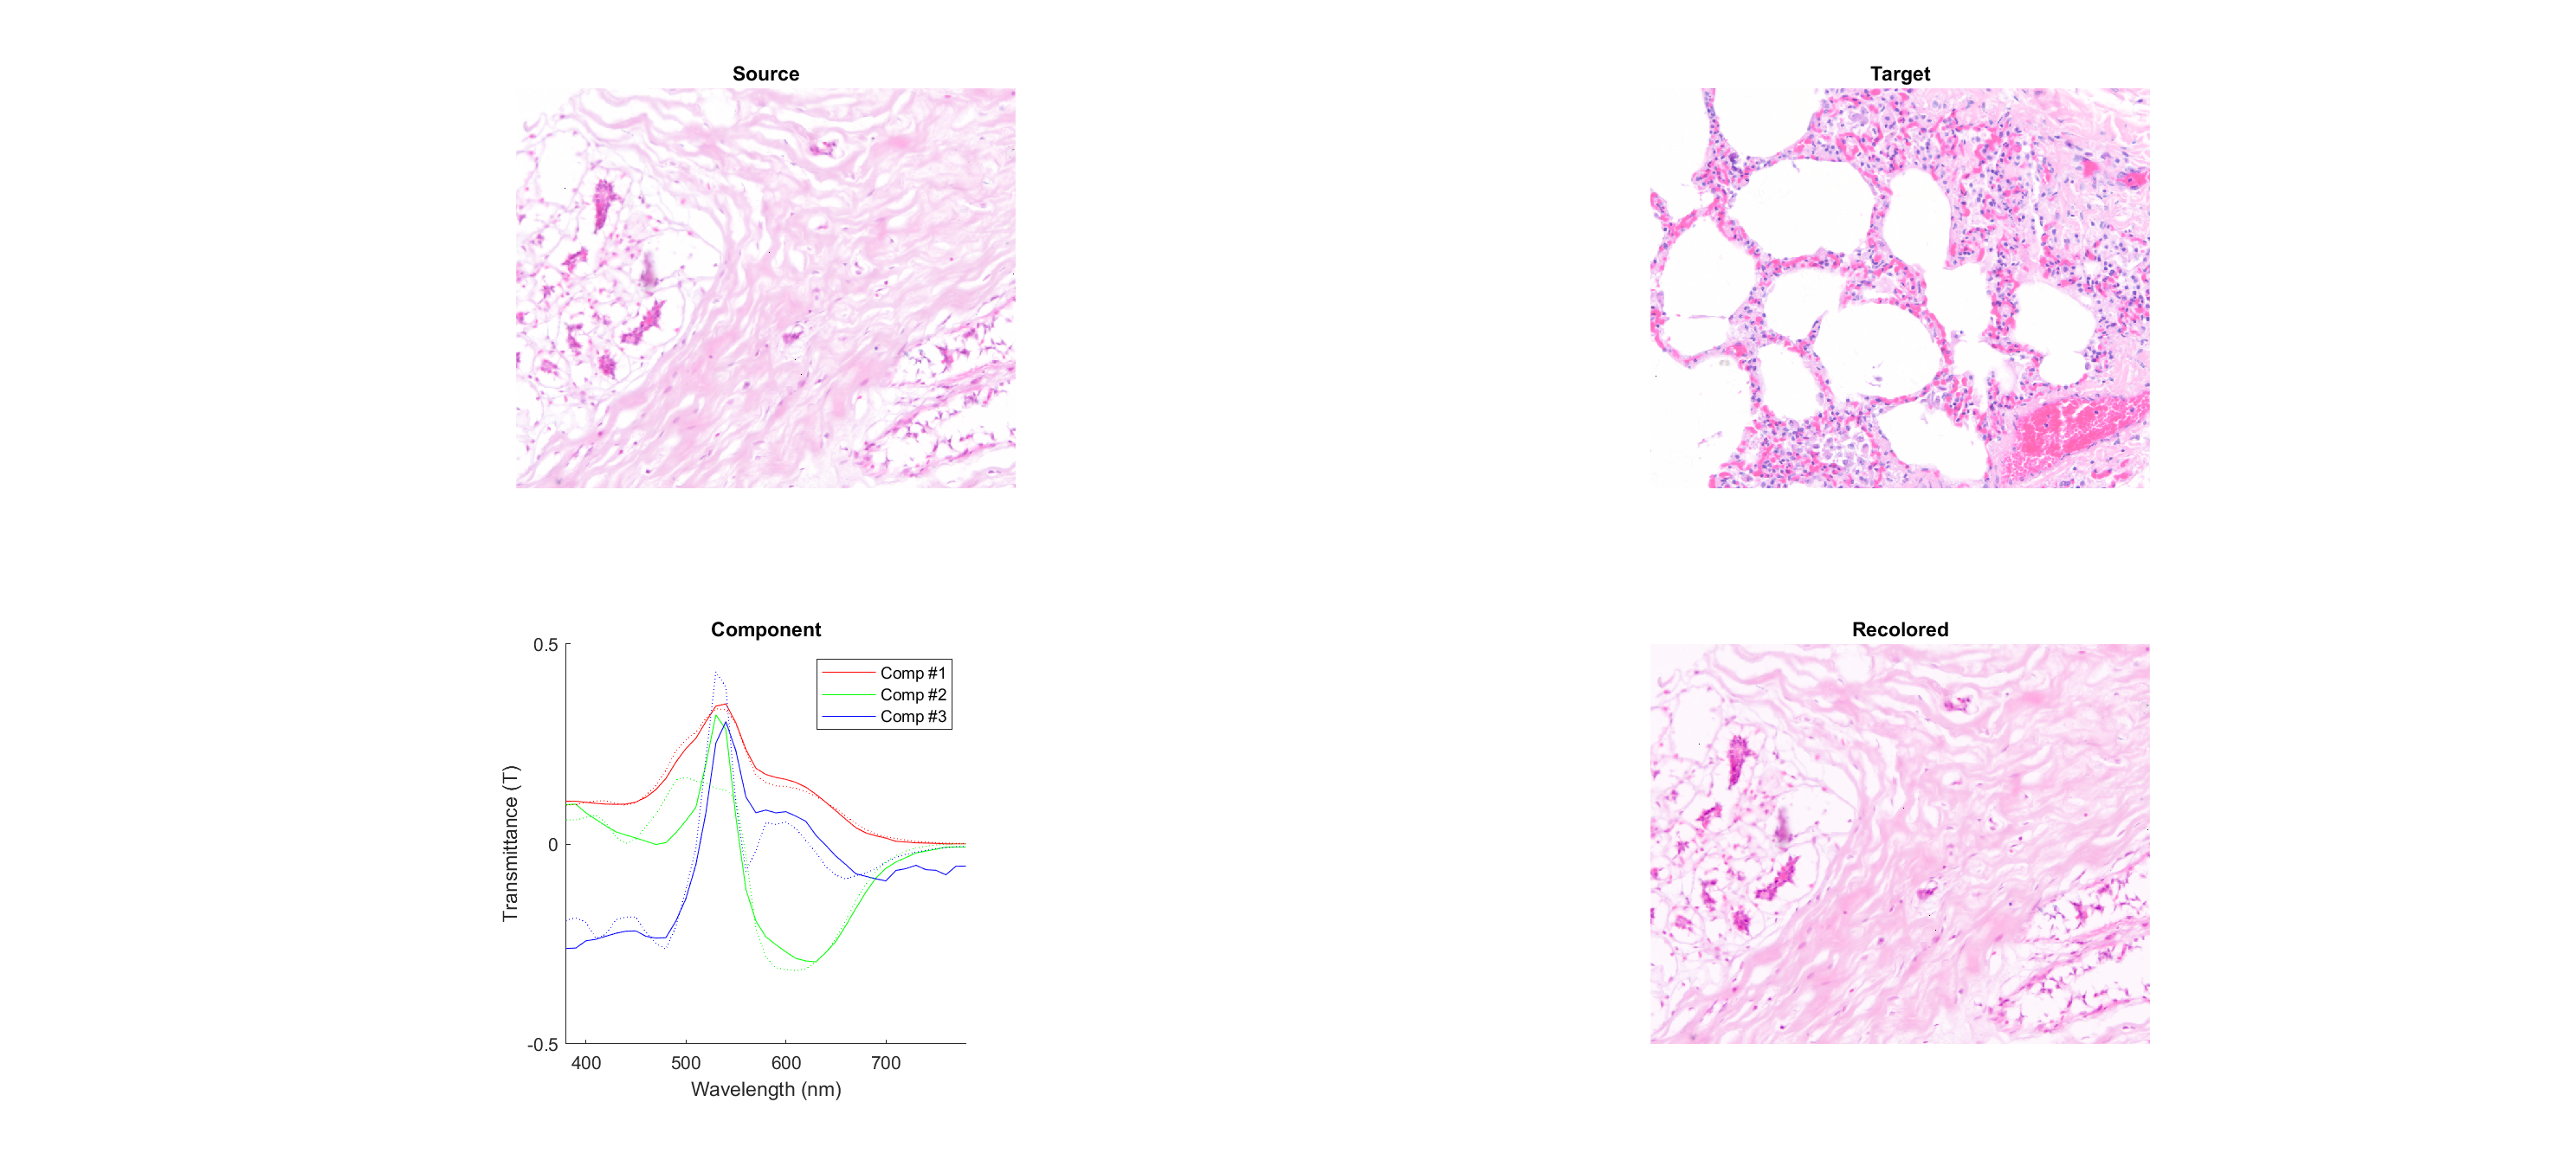 Source
Target
Component
0.5
0
-0.5
Transmittance (T)
Comp #1
Comp #2
Comp #3
400 500 600 700
Wavelength (nm)
Recolored